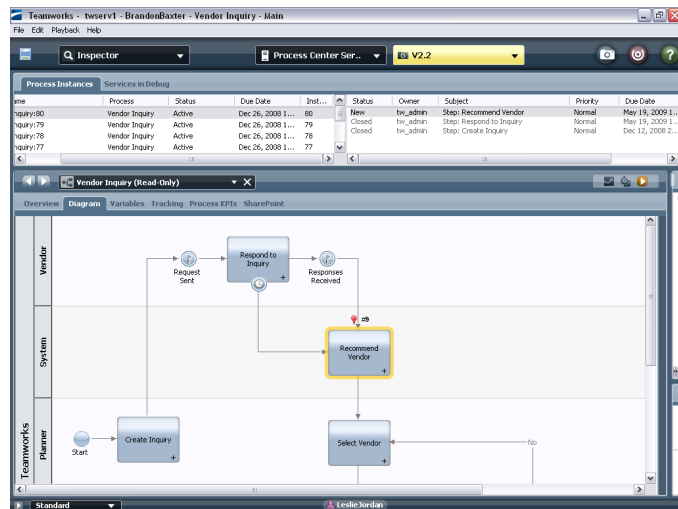 Teamworks - twserv1 - BrandonBaxter - Vendor Inquiry - Main
File Edit Playback Help
Inspector
Process Center Ser..
V2.2
?
Process Instances Services in Debug
ame Process Status Due Date Inst...
nquiry:80 Vendor Inquiry Active Dec 26, 2008 1... 80
nquiry:79 Vendor Inquiry Active Dec 26, 2008 1... 79
nquiry:78 Vendor Inquiry Active Dec 26, 2008 1... 78
nquiry:77 Vendor Inquiry Active Dec 26, 2008 1... 77
Status Owner Subject Priority Due Date
New tw_admin Step: Recommend Vendor Normal May 19, 2009 1...
Closed tw_admin Step: Respond to Inquiry Normal May 19, 2009 1...
Closed tw_admin Step: Create Inquiry Normal Dec 12, 2008 2...
Vendor Inquiry (Read-Only)
Overview Diagram Variables Tracking Process KPIs SharePoint
Vendor
Request
Sent
Respond to
Inquiry
Responses
Received
System
#9
Recommend
Vendor
Teamworks
Planner
Start
Create Inquiry
Select Vendor
No
Standard
LeslieJordan